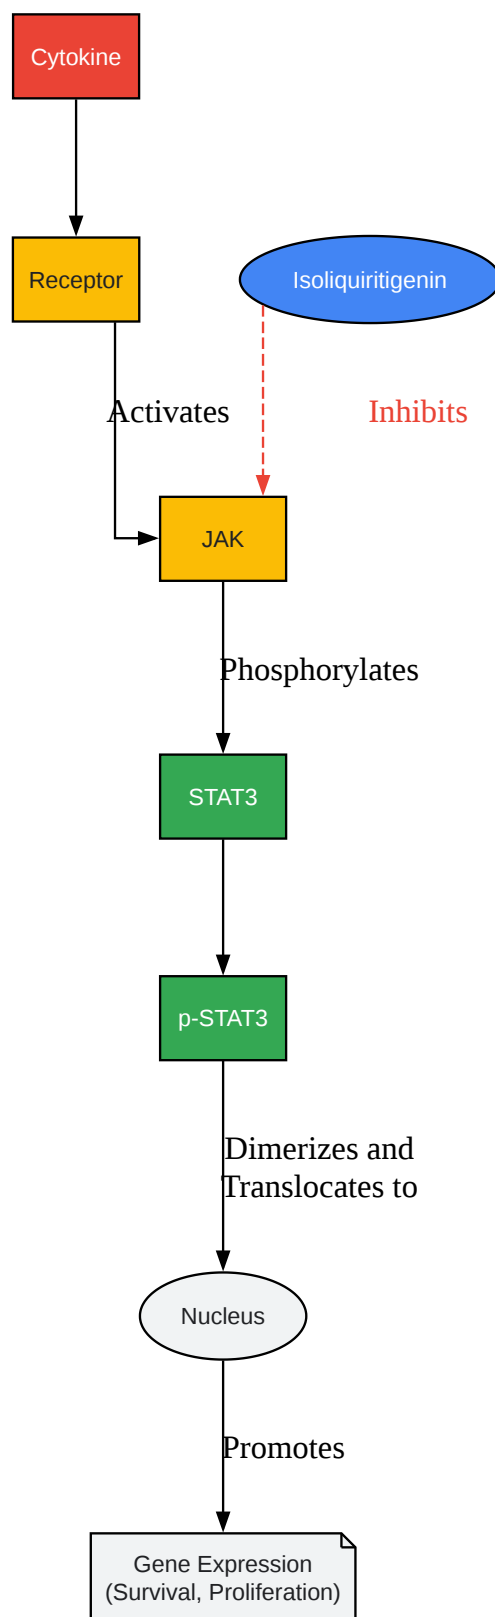 Cytokine
Receptor
Isoliquiritigenin
Activates
Inhibits
JAK
Phosphorylates
STAT3
p-STAT3
Dimerizes and
Translocates to
Nucleus
Promotes
Gene Expression
(Survival, Proliferation)